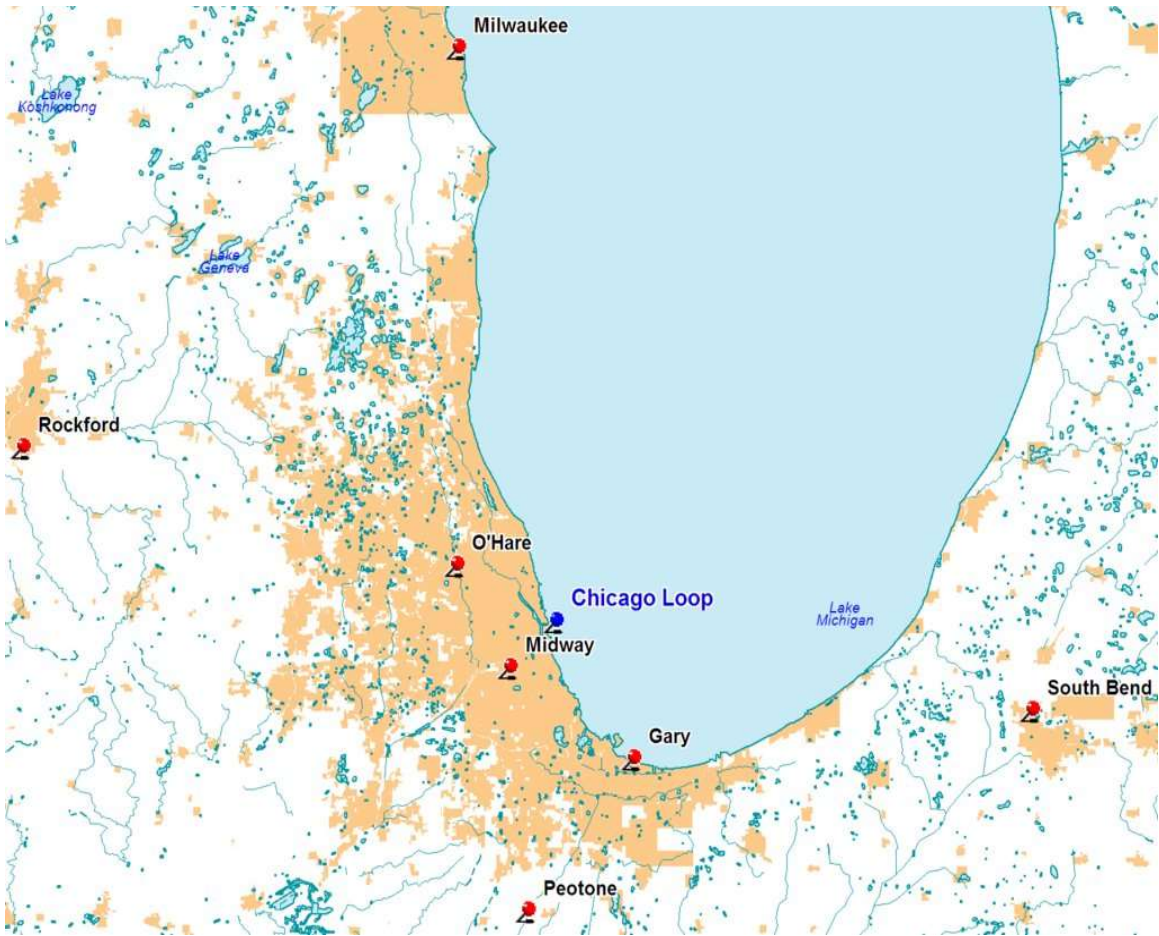 Milwaukee
Lake
Koshkonong
Lake
Geneva
Rockford
O'Hare
Chicago Loop
Lake
Michigan
Midway
South Bend
Gary
Peotone